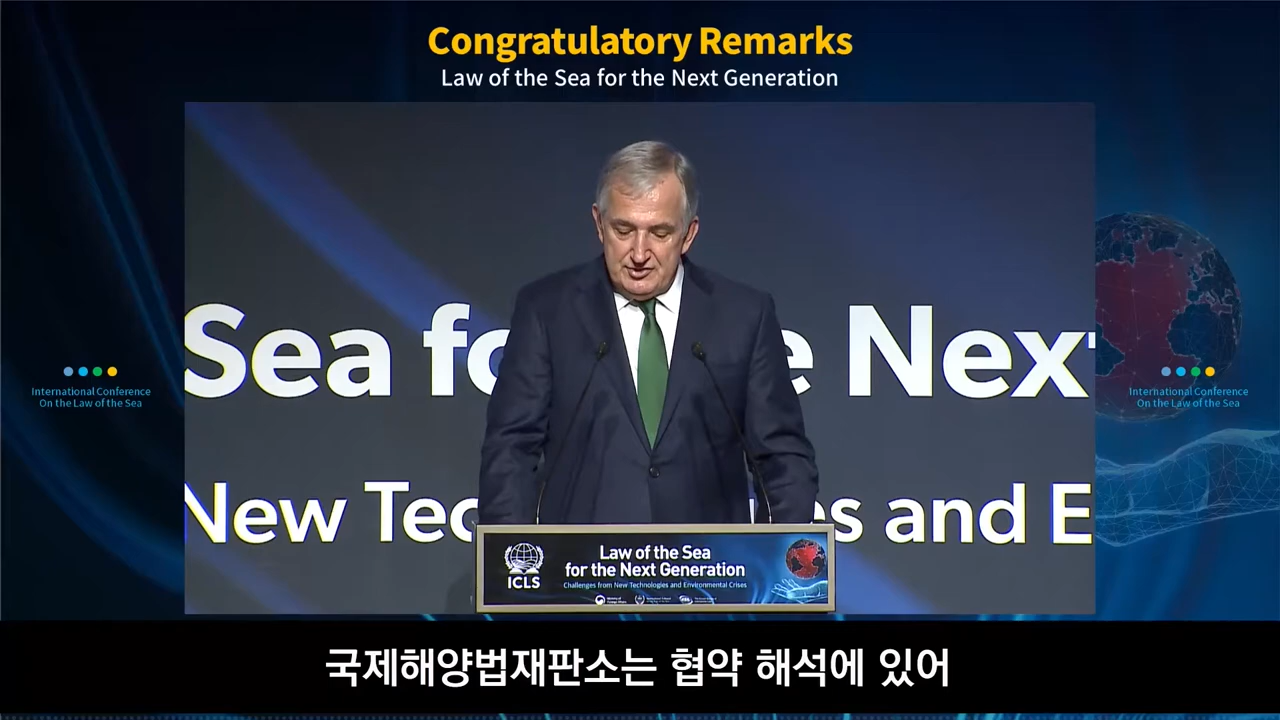 Congratulatory Remarks
Law of the Sea for the Next Generation
Sea fo e Next
New Tec es and E
International Conference
On the Law of the Sea
International Conference
On the Law of the Sea
ICLS
Law of the Sea
for the Next Generation
Challenges from New Technologies and Environmental Crises
국제해양법재판소는 협약 해석에 있어